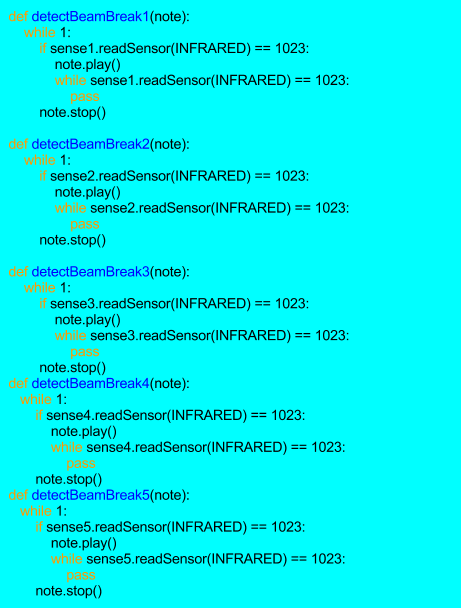 def detectBeamBreak1(note):
while 1:
if sense1.readSensor(INFRARED) == 1023:
note.play()
while sense1.readSensor(INFRARED) == 1023:
pass
note.stop()
def detectBeamBreak2(note):
while 1:
if sense2.readSensor(INFRARED) == 1023:
note.play()
while sense2.readSensor(INFRARED) == 1023:
pass
note.stop()
def detectBeamBreak3(note):
while 1:
if sense3.readSensor(INFRARED) == 1023:
note.play()
while sense3.readSensor(INFRARED) == 1023:
pass
note.stop()
def detectBeamBreak4(note):
while 1:
if sense4.readSensor(INFRARED) == 1023:
note.play()
while sense4.readSensor(INFRARED) == 1023:
pass
note.stop()
def detectBeamBreak5(note):
while 1:
if sense5.readSensor(INFRARED) == 1023:
note.play()
while sense5.readSensor(INFRARED) == 1023:
pass
note.stop()